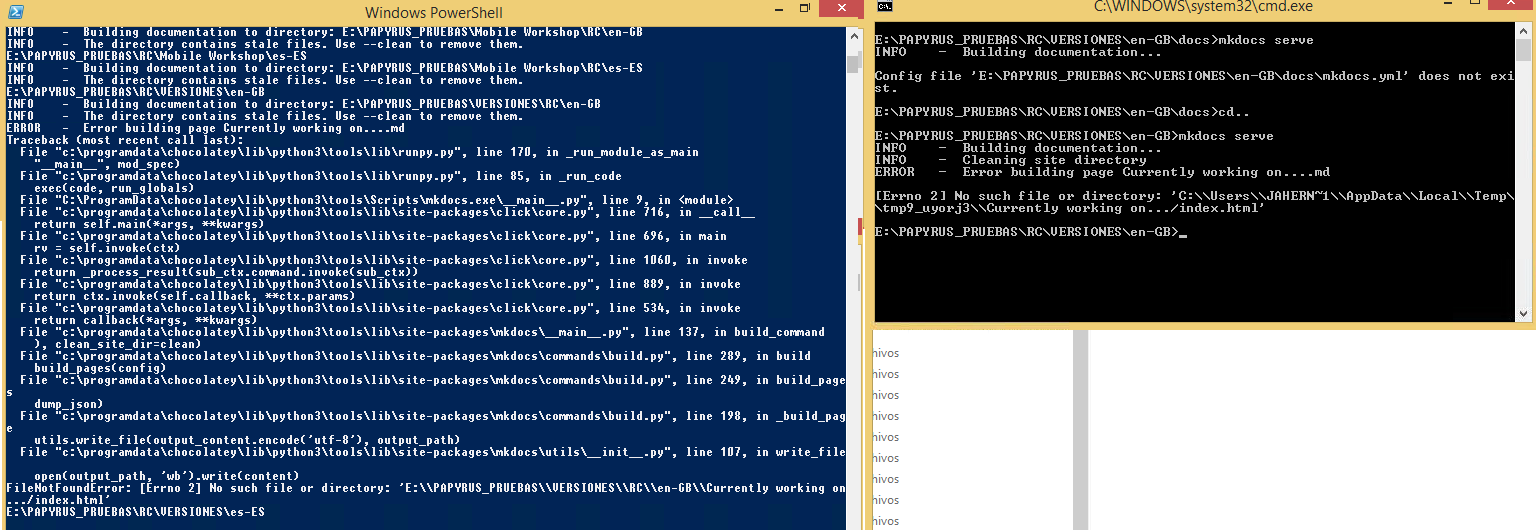 Windows PowerShell
INFO    -  Building documentation to directory: E:\PAPYRUS_PRUEBAS\Mobile Workshop\RC\en-GB
INFO    -  The directory contains stale files. Use --clean to remove them.
E:\PAPYRUS_PRUEBAS\RC\Mobile Workshop\es-ES
INFO    -  Building documentation to directory: E:\PAPYRUS_PRUEBAS\Mobile Workshop\RC\es-ES
INFO    -  The directory contains stale files. Use --clean to remove them.
E:\PAPYRUS_PRUEBAS\RC\VERSIONES\en-GB
INFO    -  Building documentation to directory: E:\PAPYRUS_PRUEBAS\VERSIONES\RC\en-GB
INFO    -  The directory contains stale files. Use --clean to remove them.
ERROR   -  Error building page Currently working on....md
Traceback (most recent call last):
  File "c:\programdata\chocolatey\lib\python3\tools\lib\runpy.py", line 170, in _run_module_as_main
    "__main__", mod_spec)
  File "c:\programdata\chocolatey\lib\python3\tools\lib\runpy.py", line 85, in _run_code
    exec(code, run_globals)
  File "C:\ProgramData\chocolatey\lib\python3\tools\Scripts\mkdocs.exe\__main__.py", line 9, in <module>
  File "c:\programdata\chocolatey\lib\python3\tools\lib\site-packages\click\core.py", line 716, in __call__
    return self.main(*args, **kwargs)
  File "c:\programdata\chocolatey\lib\python3\tools\lib\site-packages\click\core.py", line 696, in main
    rv = self.invoke(ctx)
  File "c:\programdata\chocolatey\lib\python3\tools\lib\site-packages\click\core.py", line 1060, in invoke
    return _process_result(sub_ctx.command.invoke(sub_ctx))
  File "c:\programdata\chocolatey\lib\python3\tools\lib\site-packages\click\core.py", line 889, in invoke
    return ctx.invoke(self.callback, **ctx.params)
  File "c:\programdata\chocolatey\lib\python3\tools\lib\site-packages\click\core.py", line 534, in invoke
    return callback(*args, **kwargs)
  File "c:\programdata\chocolatey\lib\python3\tools\lib\site-packages\mkdocs\__main__.py", line 137, in build_command
    ), clean_site_dir=clean)
  File "c:\programdata\chocolatey\lib\python3\tools\lib\site-packages\mkdocs\commands\build.py", line 289, in build
    build_pages(config)
  File "c:\programdata\chocolatey\lib\python3\tools\lib\site-packages\mkdocs\commands\build.py", line 249, in build_page
s
    dump_json)
  File "c:\programdata\chocolatey\lib\python3\tools\lib\site-packages\mkdocs\commands\build.py", line 198, in _build_pag
e
    utils.write_file(output_content.encode('utf-8'), output_path)
  File "c:\programdata\chocolatey\lib\python3\tools\lib\site-packages\mkdocs\utils\__init__.py", line 107, in write_file
    open(output_path, 'wb').write(content)
FileNotFoundError: [Errno 2] No such file or directory: 'E:\\PAPYRUS_PRUEBAS\\VERSIONES\\RC\\en-GB\\Currently working on
.../index.html'
E:\PAPYRUS_PRUEBAS\RC\VERSIONES\es-ES
C:\WINDOWS\system32\cmd.exe
E:\PAPYRUS_PRUEBAS\RC\VERSIONES\en-GB\docs>mkdocs serve
INFO    -  Building documentation...
Config file 'E:\PAPYRUS_PRUEBAS\RC\VERSIONES\en-GB\docs\mkdocs.yml' does not exi
st.
E:\PAPYRUS_PRUEBAS\RC\VERSIONES\en-GB\docs>cd..
E:\PAPYRUS_PRUEBAS\RC\VERSIONES\en-GB>mkdocs serve
INFO    -  Building documentation...
INFO    -  Cleaning site directory
ERROR   -  Error building page Currently working on....md
[Errno 2] No such file or directory: 'C:\\Users\\JAHERN~1\\AppData\\Local\\Temp\
\tmp9_uyorj3\\Currently working on.../index.html'
E:\PAPYRUS_PRUEBAS\RC\VERSIONES\en-GB>_
hivos
hivos
hivos
hivos
hivos
hivos
hivos
hivos
hivos